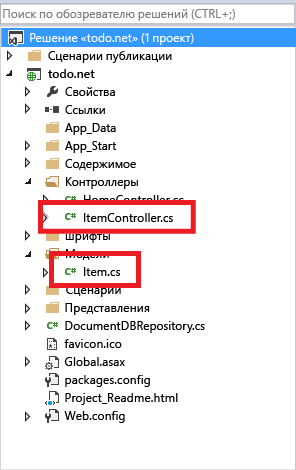 Поиск по обозревателю решений (CTRL+;)
Решение «todo.net» (1 проект)
Сценарии публикации
todo.net
Свойства
Ссылки
App_Data
App_Start
Содержимое
Контроллеры
HomeController.cs
ItemController.cs
шрифты
Модели
Item.cs
Сценарии
Представления
DocumentDBRepository.cs
favicon.ico
Global.asax
packages.config
Project_Readme.html
Web.config